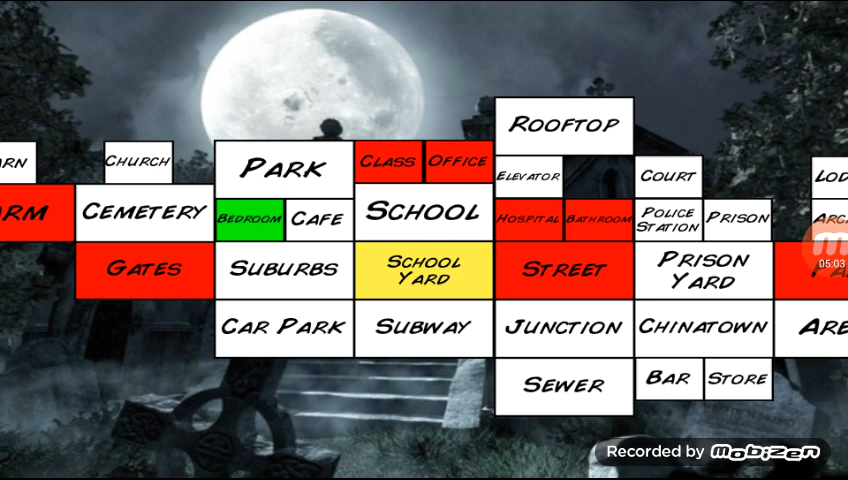 ROOFTOP
CHURCH
PARK
CLASS
OFFICE
ELEVATOR
COURT
CEMETERY
BEDROOM
CAFE
SCHOOL
HOSPITAL
BATHROOM
POLICE
STATION
PRISON
GATES
SUBURBS
SCHOOL
YARD
STREET
PRISON
YARD
05:03
CAR PARK
SUBWAY
JUNCTION
CHINATOWN
SEWER
BAR
STORE
Recorded by Mobizen